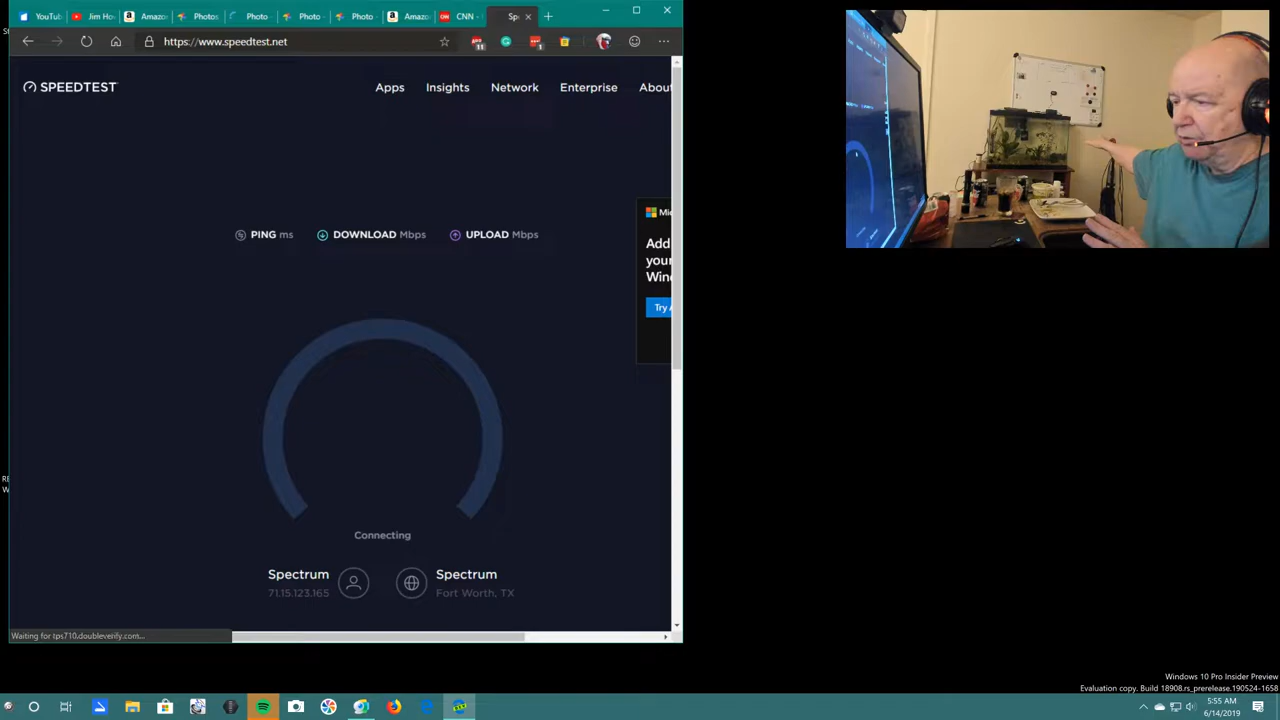 YouTu
Jim Ho
Amazo
Photos
Photo
Photo
Photo
Amazo
CNN -
Sp
https://www.speedtest.net
SPEEDTEST
Apps
Insights
Network
Enterprise
About
PING ms
DOWNLOAD Mbps
UPLOAD Mbps
Mic
Add
your
Wind
Try A
Connecting
Spectrum
71.15.123.165
Spectrum
Fort Worth, TX
Waiting for tps710.doubleverify.com...
Windows 10 Pro Insider Preview
Evaluation copy. Build 18908.rs_prerelease.190524-1658
5:55 AM
6/14/2019